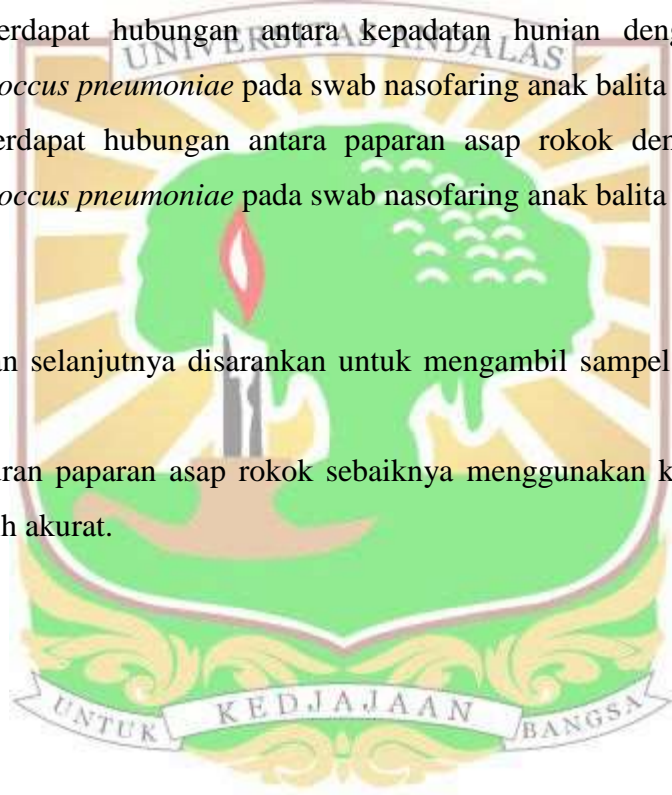 erdapat hubungan antara kepadatan hunian deng
UNIVERSITAS ANDALAS
occus pneumoniae pada swab nasofaring anak balita
erdapat hubungan antara paparan asap rokok den
occus pneumoniae pada swab nasofaring anak balita
an selanjutnya disarankan untuk mengambil sampel
ran paparan asap rokok sebaiknya menggunakan k
h akurat.
UNTUK KEDJAJAAN BANGSA